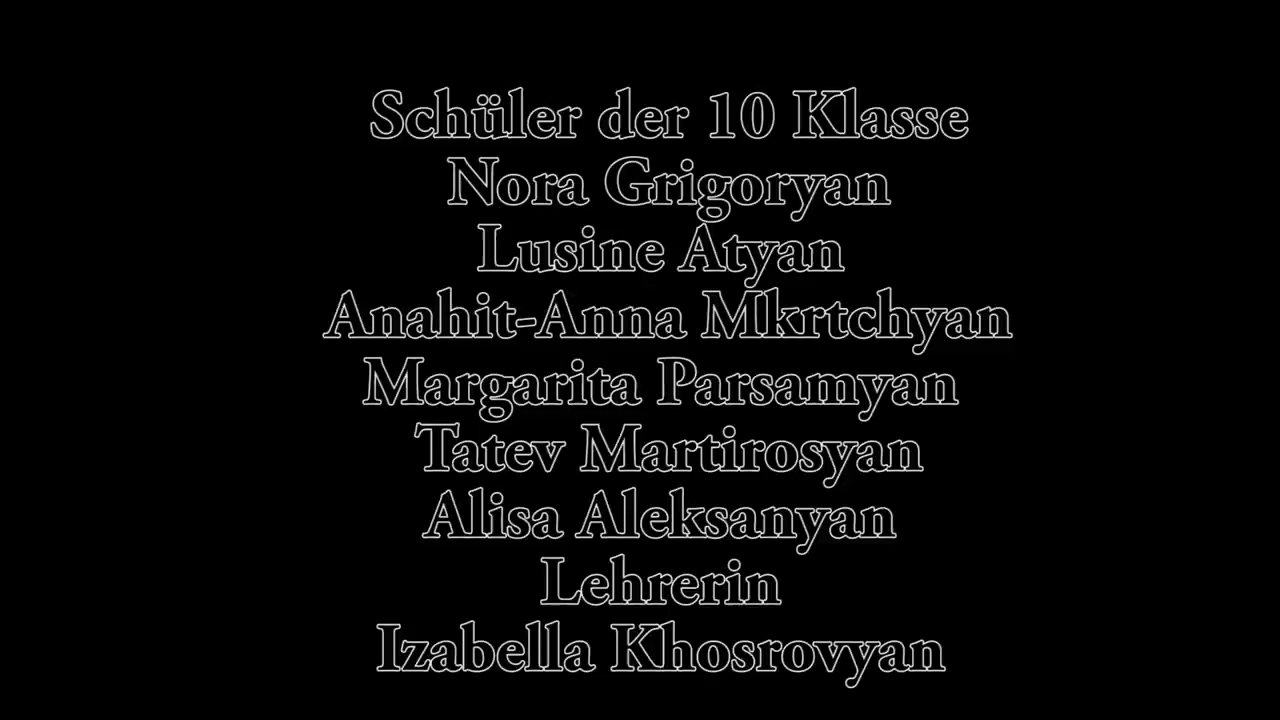 Schüler der 10 Klasse
Nora Grigoryan
Lusine Atyan
Anahit-Anna Mkrtchyan
Margarita Parsamyan
Tatev Martirosyan
Alisa Aleksanyan
Lehrerin
Izabella Khosrovyan